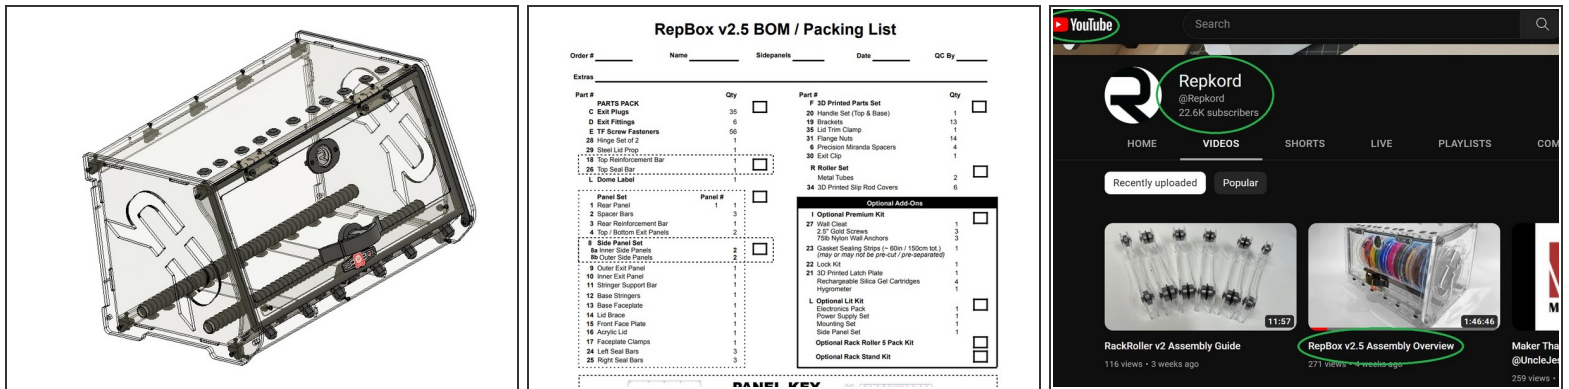 RepBox v2.5 BOM / Packing List
Order # Name Sidepanels Date QC By
Extras
Part # Qty
PARTS PACK
C Exit Plugs 35
D Exit Fittings 6
E TF Screw Fasteners 56
28 Hinge Set of 2 1
29 Steel Lid Prop 1
18 Top Reinforcement Bar 1
26 Top Seal Bar 1
L Dome Label 1
Panel Set Panel #
1 Rear Panel 1 1
2 Spacer Bars 3
3 Rear Reinforcement Bar 1
4 Top / Bottom Exit Panels 2
8 Side Panel Set
8a Inner Side Panels 2
8b Outer Side Panels 2
9 Outer Exit Panel 1
10 Inner Exit Panel 1
11 Stringer Support Bar 1
12 Base Stringers 1
13 Base Faceplate 1
14 Lid Brace 1
15 Front Face Plate 1
16 Acrylic Lid 1
17 Faceplate Clamps 1
24 Left Seal Bars 3
25 Right Seal Bars 3
Part # Qty
F 3D Printed Parts Set
20 Handle Set (Top & Base) 1
19 Brackets 13
35 Lid Trim Clamp 1
31 Flange Nuts 14
6 Precision Miranda Spacers 4
30 Exit Clip 1
R Roller Set
Metal Tubes 2
34 3D Printed Slip Rod Covers 6
Optional Add-Ons
I Optional Premium Kit
27 Wall Cleat 1
2.5" Gold Screws 3
75lb Nylon Wall Anchors 3
23 Gasket Sealing Strips (~ 60in / 150cm tot.) 1
(may or may not be pre-cut / pre-separated)
22 Lock Kit 1
21 3D Printed Latch Plate 1
Rechargeable Silica Gel Cartridges 4
Hygrometer 1
L Optional Lit Kit
Electronics Pack 1
Power Supply Set 1
Mounting Set 1
Side Panel Set 1
Optional Rack Roller 5 Pack Kit
Optional Rack Stand Kit
PANEL KEY
YouTube
Search
Repkord
@Repkord
22.6K subscribers
HOME VIDEOS SHORTS LIVE PLAYLISTS COM
Recently uploaded Popular
11:57
1:46:46
M
RackRoller v2 Assembly Guide
116 views • 3 weeks ago
RepBox v2.5 Assembly Overview
271 views • 4 weeks ago
Maker Tha
@UncleJes
259 views •